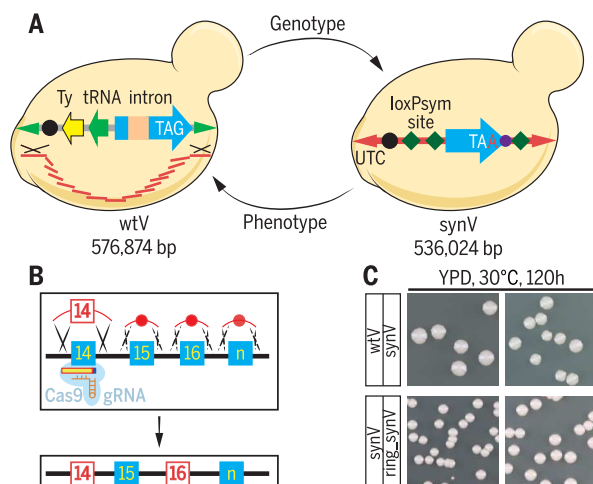 A
Genotype
Ty tRNA intron
TAG
loxPsym
site
UTC
TAA
wtV
576,874 bp
Phenotype
synV
536,024 bp
B
14
14 15 16 n
Cas9 gRNA
14 15 16 n
C
YPD, 30°C, 120h
wtV
synV
synV
ring_synV